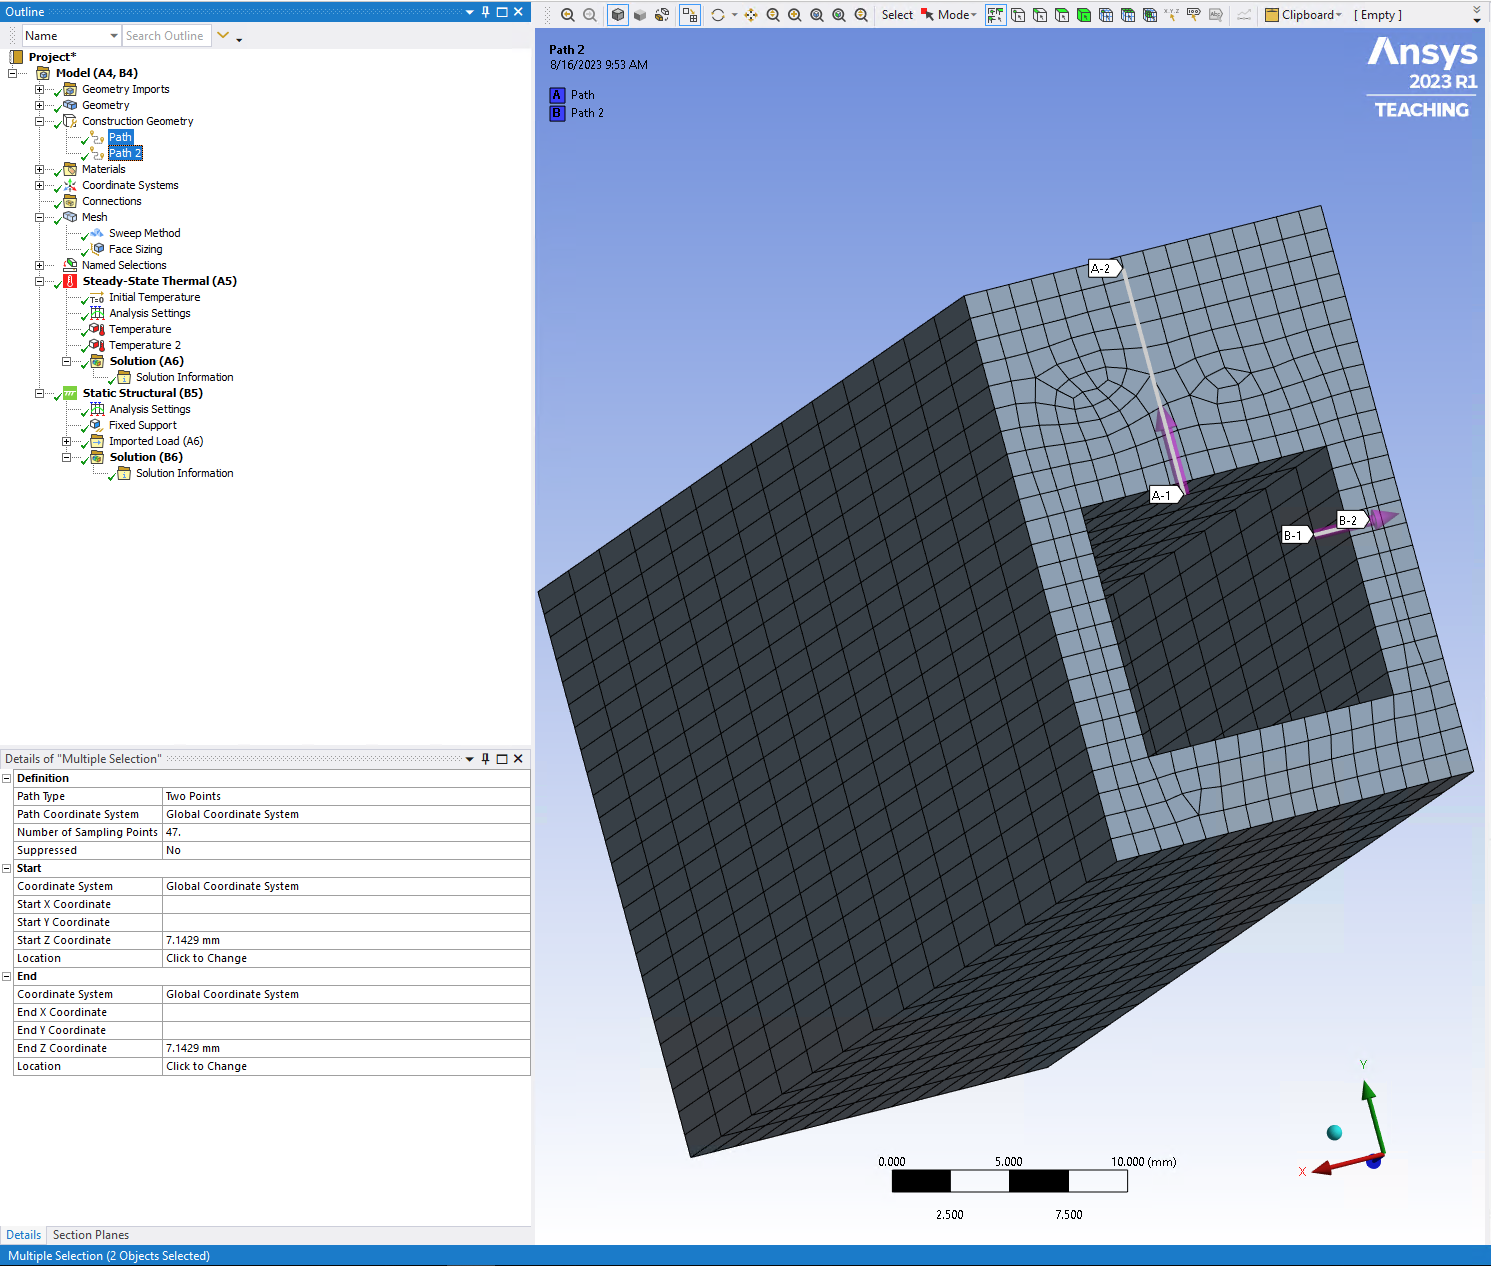 Outline
Name
Search Outline
Project*
Model (A4, B4)
Geometry Imports
Geometry
Construction Geometry
Path
Path 2
Materials
Coordinate Systems
Connections
Mesh
Sweep Method
Face Sizing
Named Selections
Steady-State Thermal (A5)
T=0 Initial Temperature
Analysis Settings
Temperature
Temperature 2
Solution (A6)
Solution Information
Static Structural (B5)
Analysis Settings
Fixed Support
Imported Load (A6)
Solution (B6)
Solution Information
Details of "Multiple Selection"
Definition
Path Type Two Points
Path Coordinate System Global Coordinate System
Number of Sampling Points 47.
Suppressed No
Start
Coordinate System Global Coordinate System
Start X Coordinate
Start Y Coordinate
Start Z Coordinate 7.1429 mm
Location Click to Change
End
Coordinate System Global Coordinate System
End X Coordinate
End Y Coordinate
End Z Coordinate 7.1429 mm
Location Click to Change
Details Section Planes
Multiple Selection (2 Objects Selected)
Select Mode Clipboard [ Empty ]
Path 2
8/16/2023 9:53 AM
A Path
B Path 2
Ansys
2023 R1
TEACHING
A-2
A-1
B-2
B-1
Y
X
0.000 5.000 10.000 (mm)
2.500 7.500